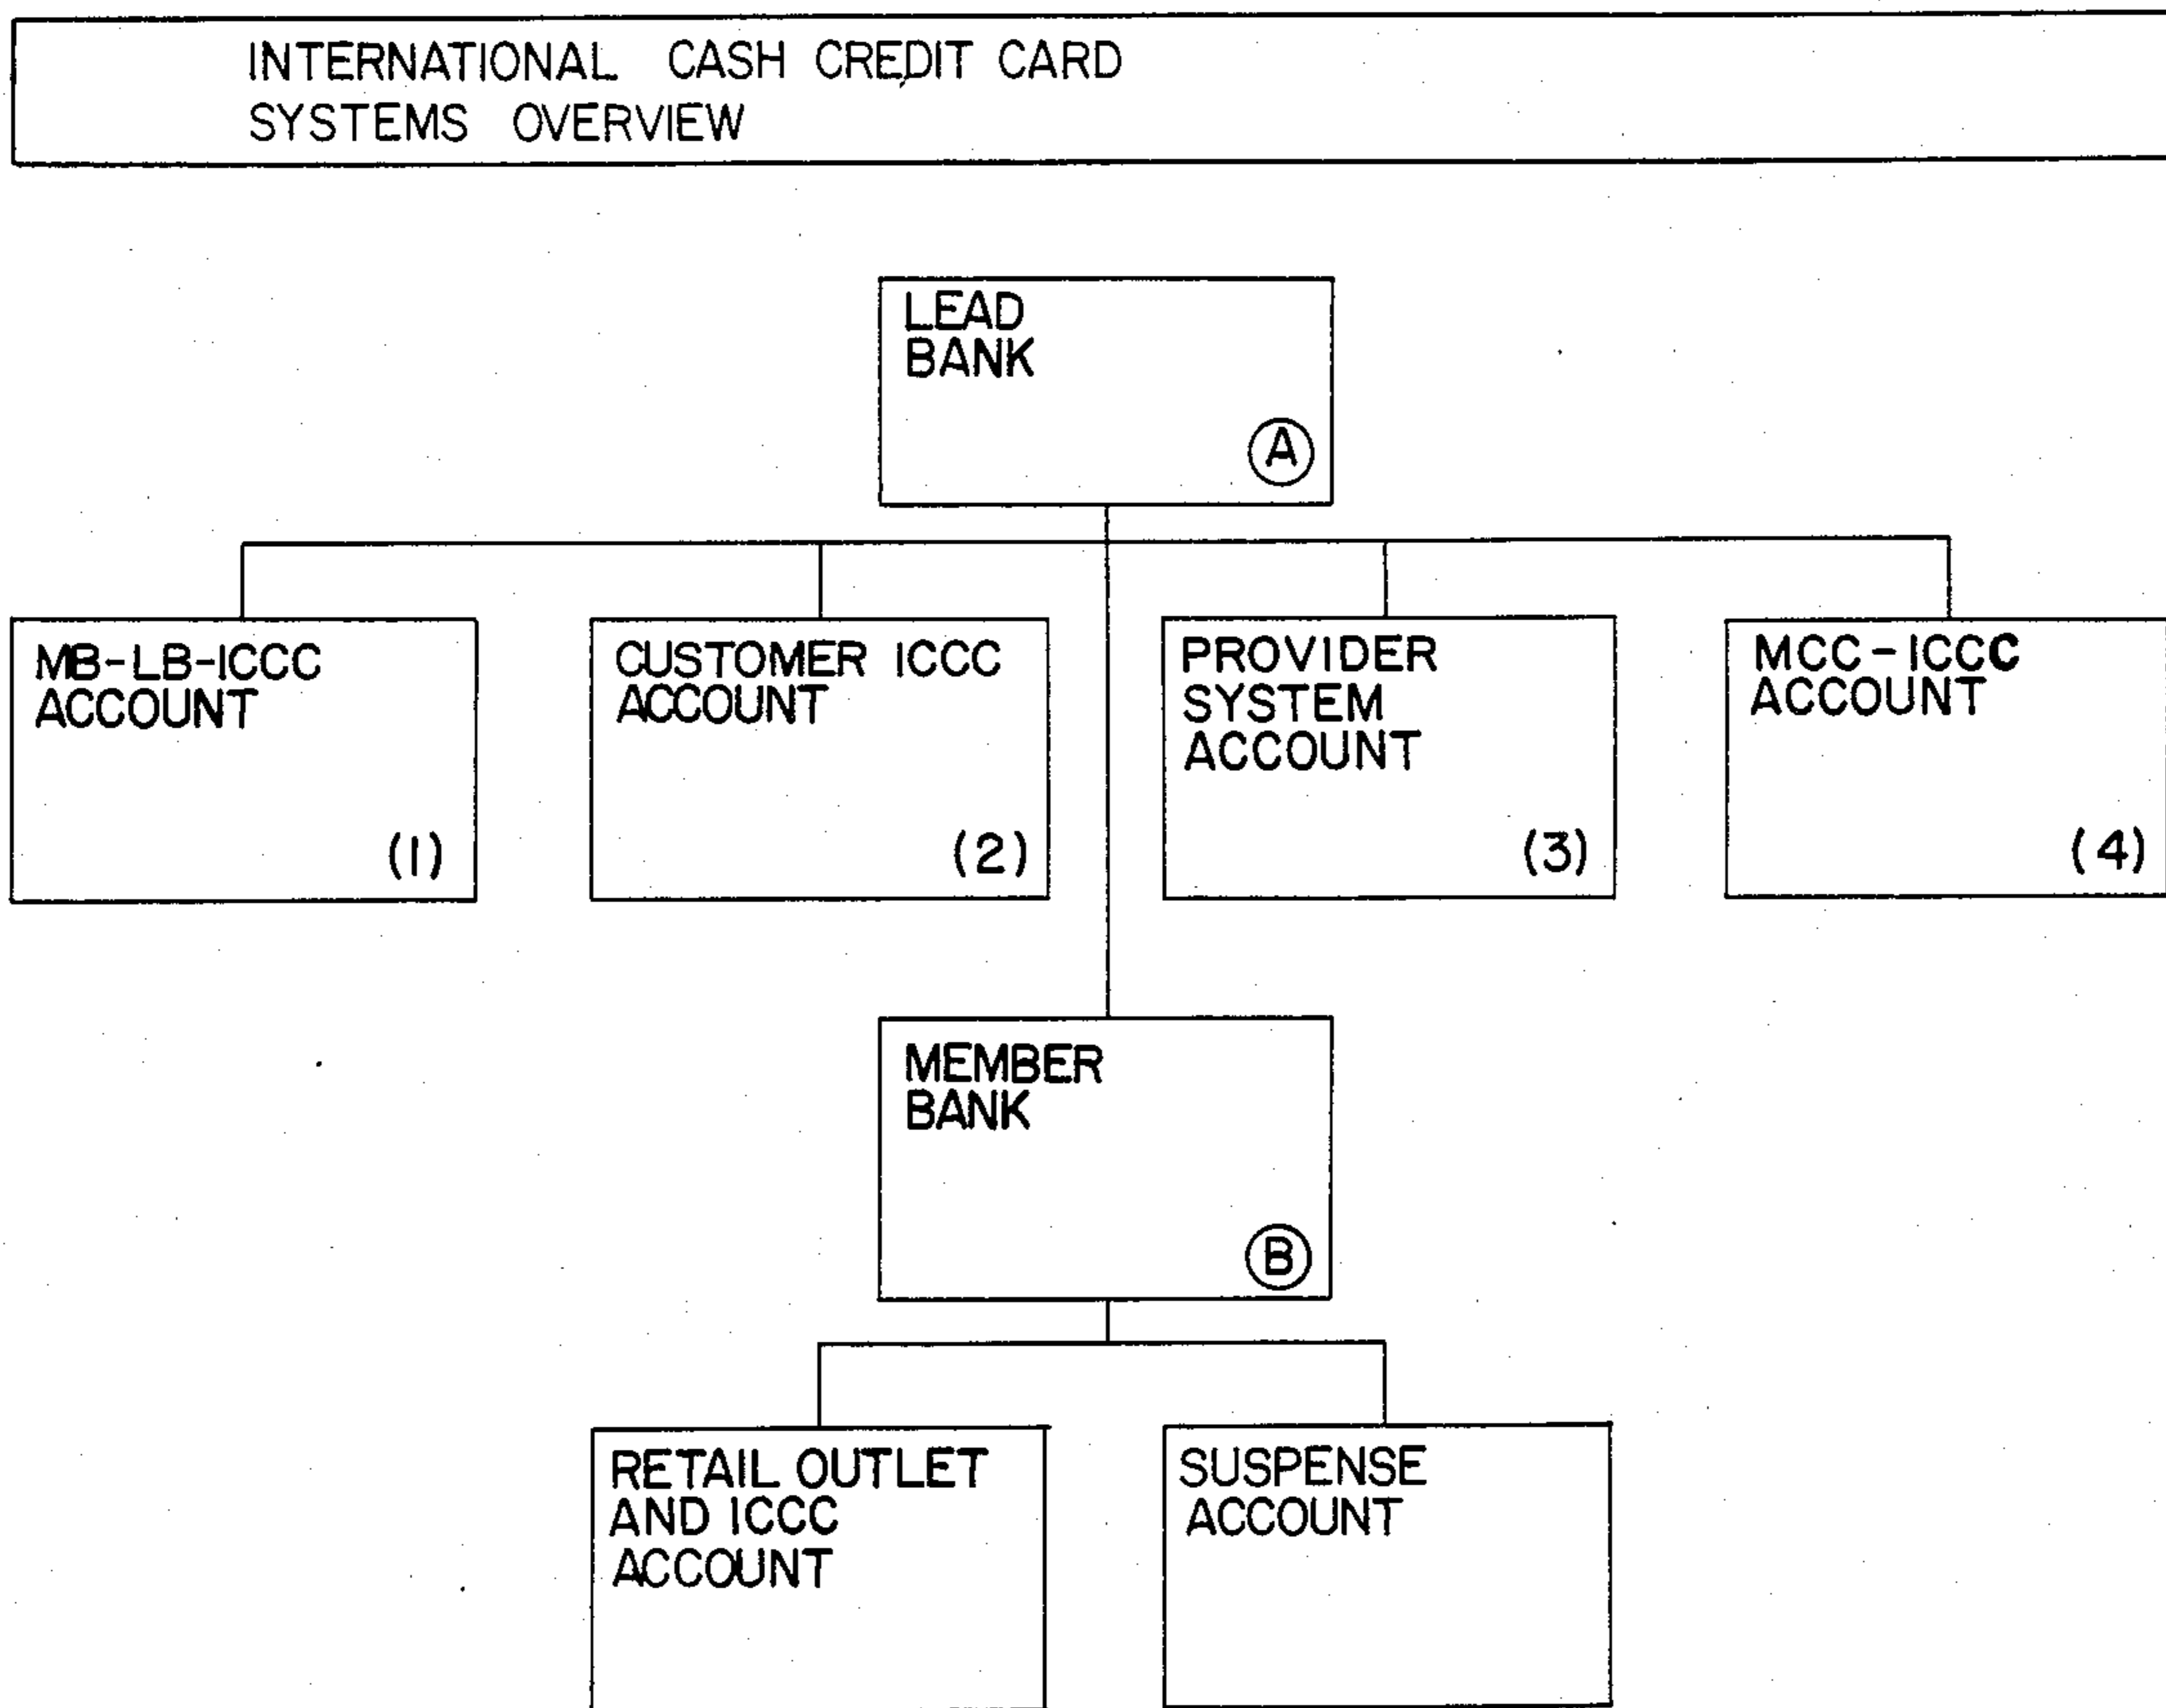 INTERNATIONAL CASH CREDIT CARD
SYSTEMS OVERVIEW
LEAD
BANK
A
MB-LB-ICCC
ACCOUNT
(1)
CUSTOMER ICCC
ACCOUNT
(2)
PROVIDER
SYSTEM
ACCOUNT
(3)
MCC-ICCC
ACCOUNT
(4)
MEMBER
BANK
B
RETAIL OUTLET
AND ICCC
ACCOUNT
SUSPENSE
ACCOUNT